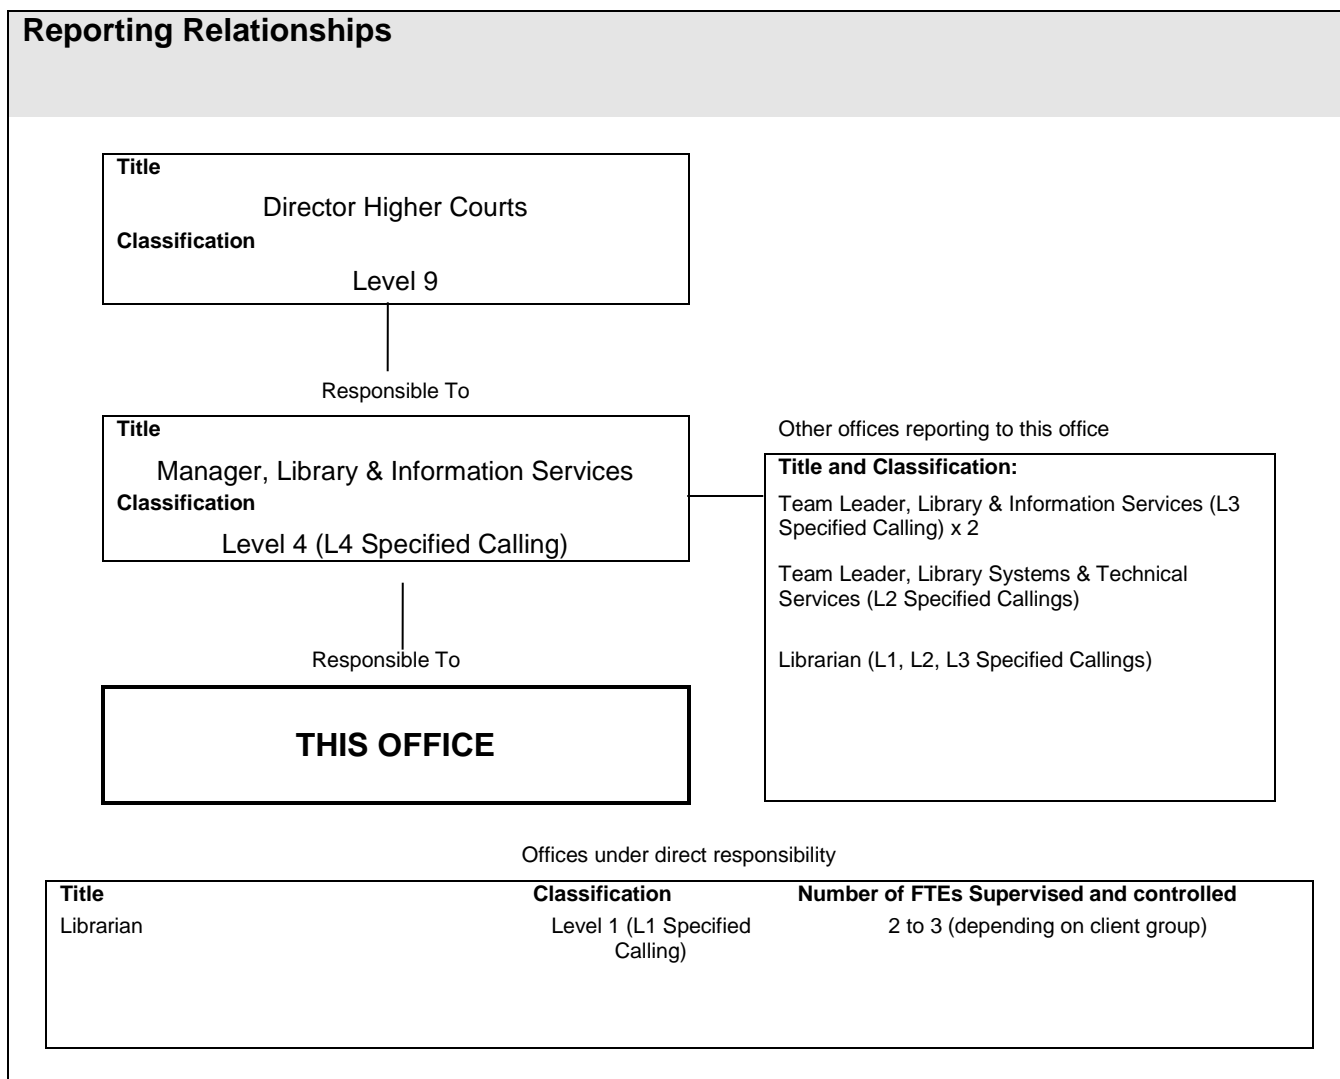 Reporting Relationships
Title
Director Higher Courts
Classification
Level 9
Responsible To
Title
Manager, Library & Information Services
Classification
Level 4 (L4 Specified Calling)
Other offices reporting to this office
Title and Classification:
Team Leader, Library & Information Services (L3
Specified Calling) x 2
Team Leader, Library Systems & Technical
Services (L2 Specified Callings)
Librarian (L1, L2, L3 Specified Callings)
Responsible To
THIS OFFICE
Offices under direct responsibility
Title Classification Number of FTEs Supervised and controlled
Librarian Level 1 (L1 Specified 2 to 3 (depending on client group)
Calling)